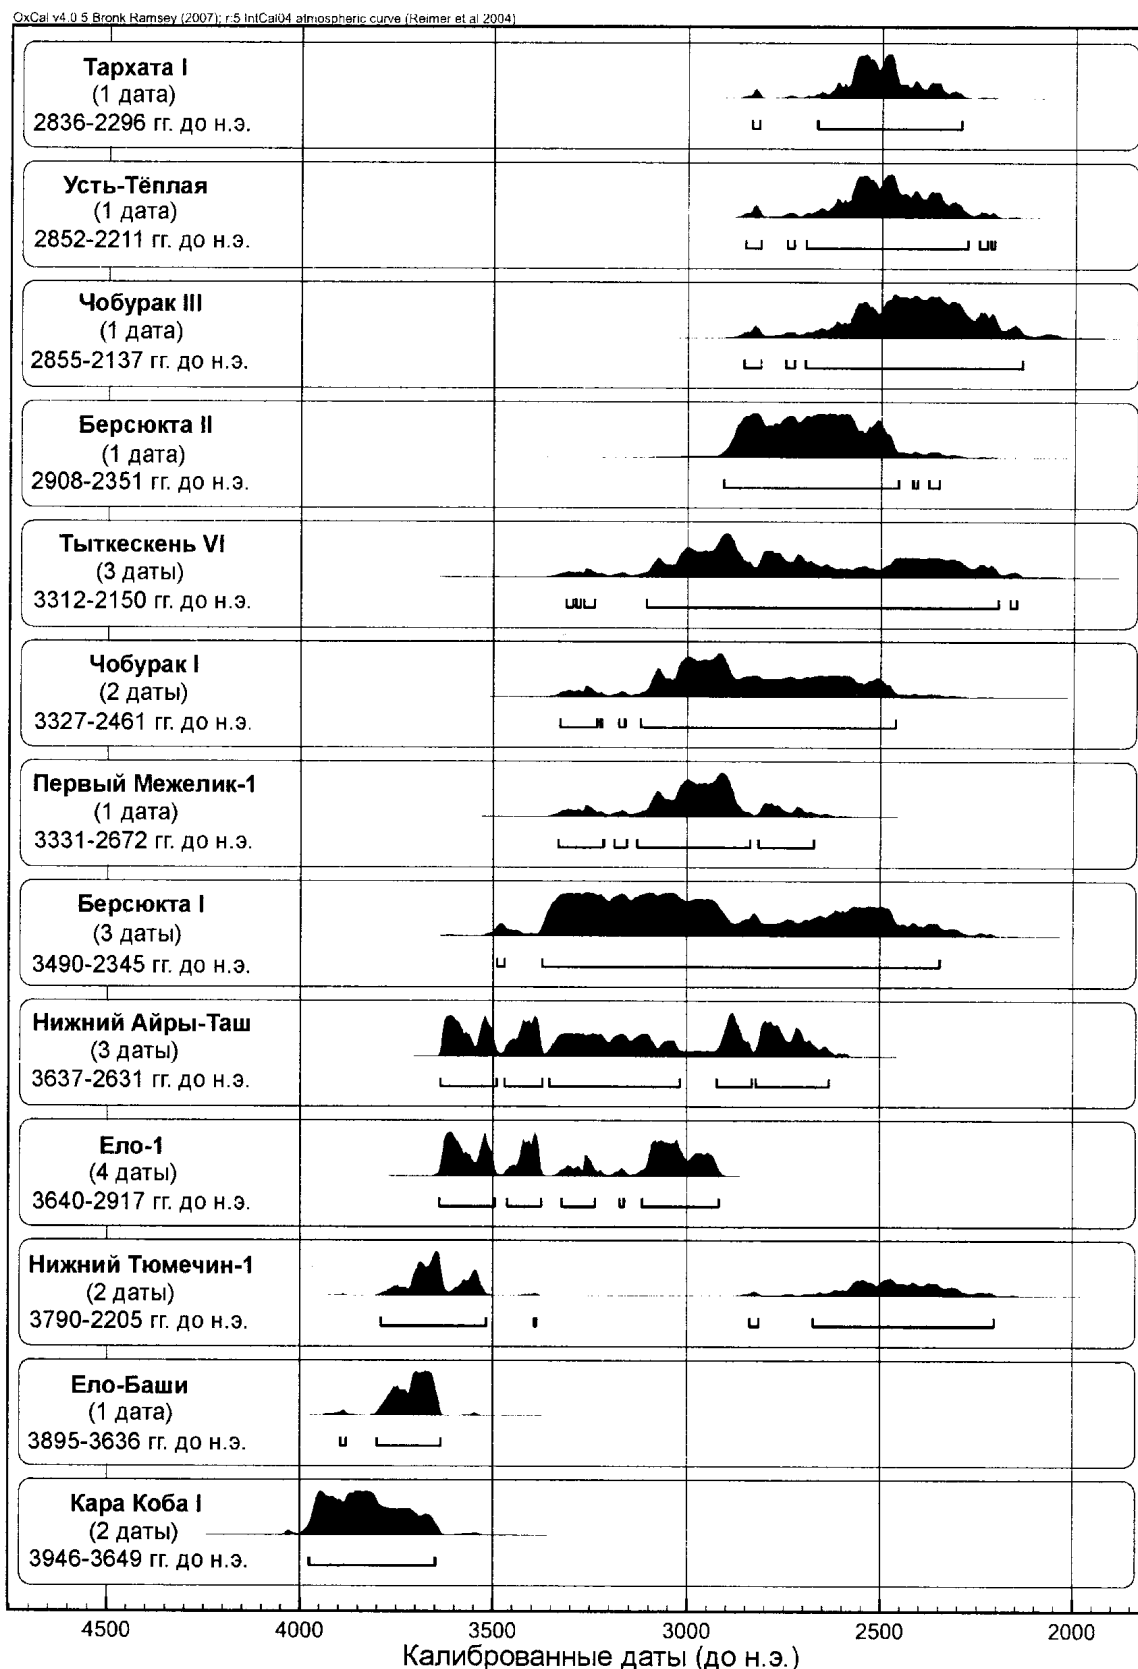 OxCal v4.0.5 Bronk Ramsey (2007); r:5 IntCal04 atmospheric curve (Reimer et al 2004)
Тархата I
(1 дата)
2836-2296 гг. до н.э.
Усть-Тёплая
(1 дата)
2852-2211 гг. до н.э.
Чобурак III
(1 дата)
2855-2137 гг. до н.э.
Берсюкта II
(1 дата)
2908-2351 гг. до н.э.
Тыткескень VI
(3 даты)
3312-2150 гг. до н.э.
Чобурак I
(2 даты)
3327-2461 гг. до н.э.
Первый Межелик-1
(1 дата)
3331-2672 гг. до н.э.
Берсюкта I
(3 даты)
3490-2345 гг. до н.э.
Нижний Айры-Таш
(3 даты)
3637-2631 гг. до н.э.
Ело-1
(4 даты)
3640-2917 гг. до н.э.
Нижний Тюмечин-1
(2 даты)
3790-2205 гг. до н.э.
Ело-Баши
(1 дата)
3895-3636 гг. до н.э.
Кара Коба I
(2 даты)
3946-3649 гг. до н.э.
4500 4000 3500 3000 2500 2000
Калиброванные даты (до н.э.)